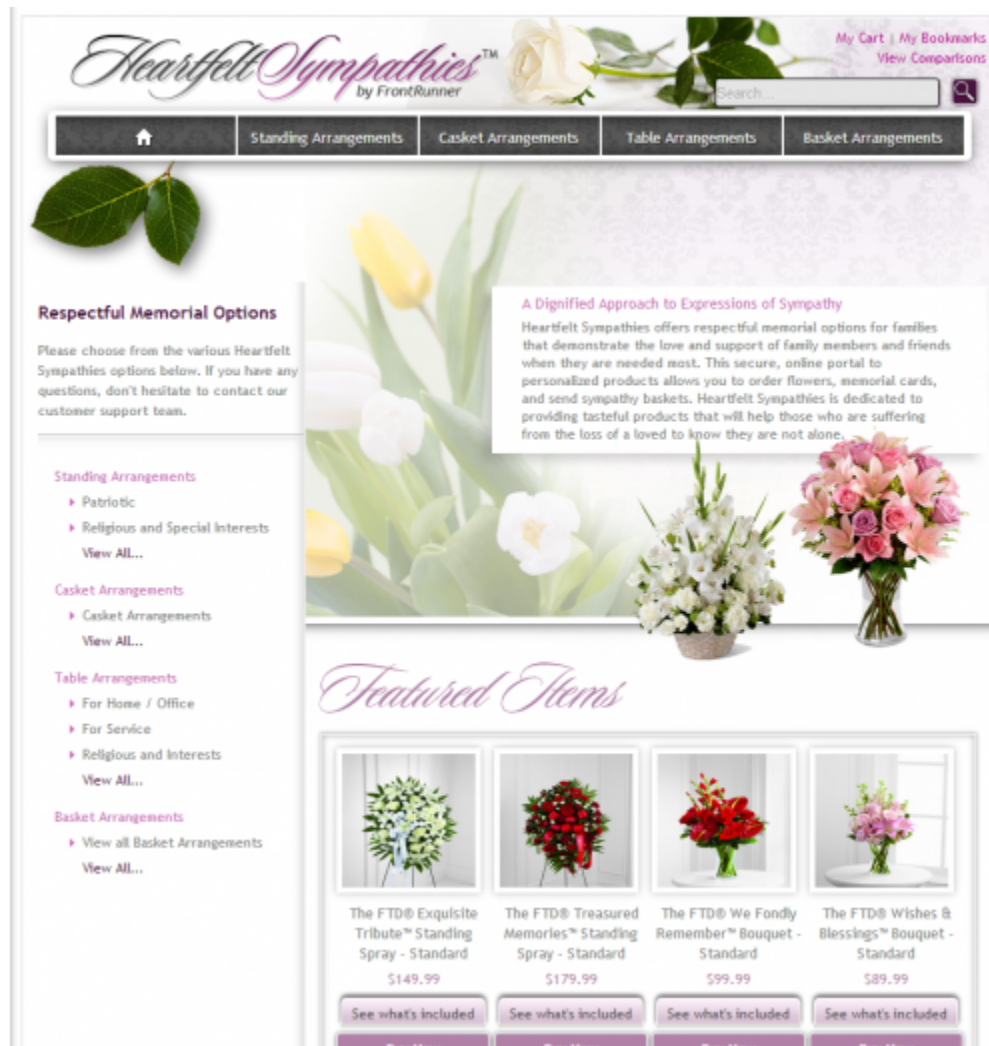 Heartfelt Sympathies™
by FrontRunner
My Cart | My Bookmarks
View Comparisons
Search...
Standing Arrangements
Casket Arrangements
Table Arrangements
Basket Arrangements
Respectful Memorial Options
Please choose from the various Heartfelt
Sympathies options below. If you have any
questions, don't hesitate to contact our
customer support team.
Standing Arrangements
Patriotic
Religious and Special Interests
View All...
Casket Arrangements
Casket Arrangements
View All...
Table Arrangements
For Home / Office
For Service
Religious and Interests
View All...
Basket Arrangements
View all Basket Arrangements
View All...
A Dignified Approach to Expressions of Sympathy
Heartfelt Sympathies offers respectful memorial options for families
that demonstrate the love and support of family members and friends
when they are needed most. This secure, online portal to
personalized products allows you to order flowers, memorial cards,
and send sympathy baskets. Heartfelt Sympathies is dedicated to
providing tasteful products that will help those who are suffering
from the loss of a loved to know they are not alone.
Featured Items
The FTD® Exquisite
Tribute™ Standing
Spray - Standard
$149.99
See what's included
The FTD® Treasured
Memories™ Standing
Spray - Standard
$179.99
See what's included
The FTD® We Fondly
Remember™ Bouquet -
Standard
$99.99
See what's included
The FTD® Wishes &
Blessings™ Bouquet -
Standard
$89.99
See what's included